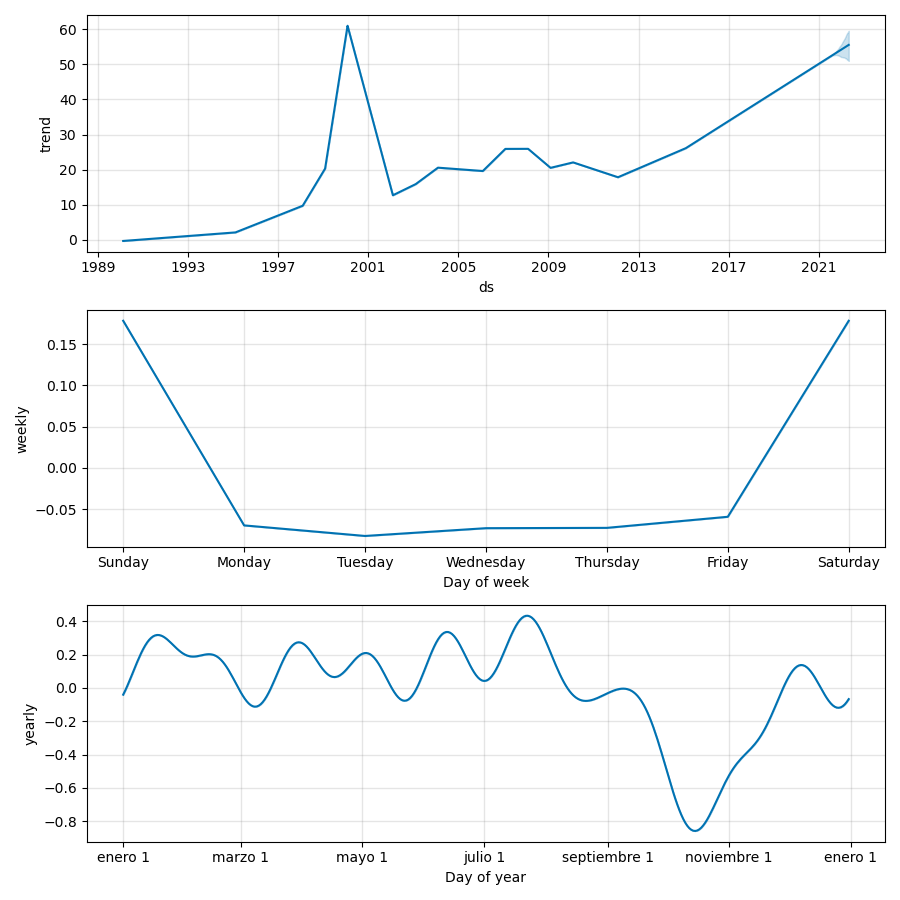 60
50
40
30
20
10
0
trend
1989 1993 1997 2001 2005 2009 2013 2017 2021
ds
0.15
0.10
0.05
0.00
−0.05
weekly
Sunday Monday Tuesday Wednesday Thursday Friday Saturday
Day of week
0.4
0.2
0.0
−0.2
−0.4
−0.6
−0.8
yearly
enero 1 marzo 1 mayo 1 julio 1 septiembre 1 noviembre 1 enero 1
Day of year